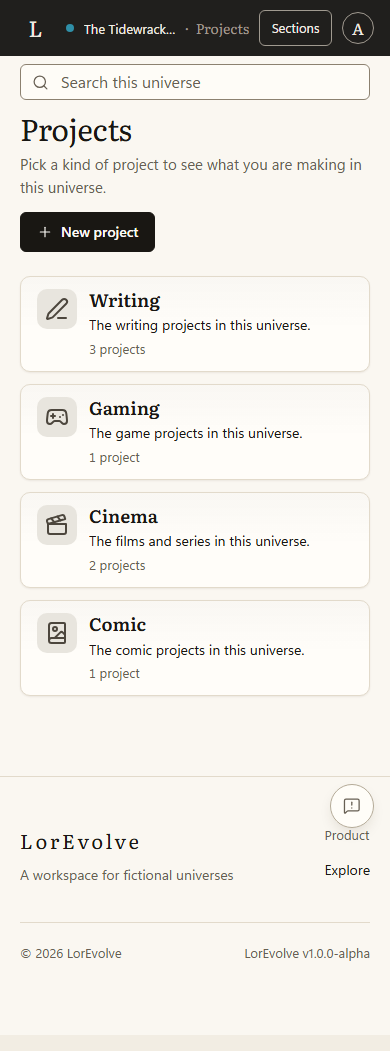 L The Tidewrack... · Projects Sections A
Search this universe
Projects
Pick a kind of project to see what you are making in
this universe.
+ New project
Writing
The writing projects in this universe.
3 projects
Gaming
The game projects in this universe.
1 project
Cinema
The films and series in this universe.
2 projects
Comic
The comic projects in this universe.
1 project
LorEvolve
A workspace for fictional universes
Product
Explore
© 2026 LorEvolve
LorEvolve v1.0.0-alpha